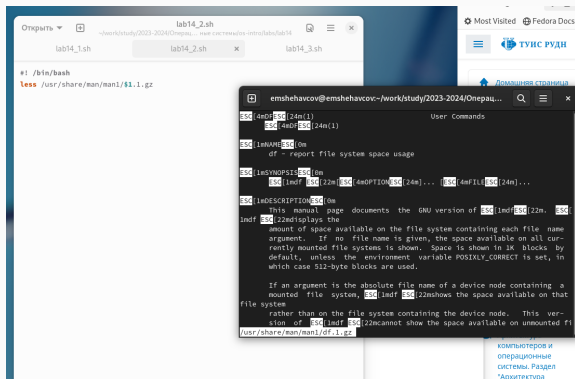 Открыть
lab14_2.sh
~/work/study/2023-2024/Операц... ные системы/os-intro/labs/lab14
lab14_1.sh
lab14_2.sh
lab14_3.sh
#! /bin/bash
less /usr/share/man/man1/$1.1.gz
Most Visited Fedora Docs
ТУИС РУДН
Домашняя страница
emshehavcov@emshehavcov:~/work/study/2023-2024/Операц...
ESC[4mDFESC[24m(1) User Commands
ESC[4mDFESC[24m(1)
ESC[1mNAMEESC[0m
df - report file system space usage
ESC[1mSYNOPSISESC[0m
ESC[1mdf ESC[22m[ESC[4mOPTIONESC[24m]... [ESC[4mFILEESC[24m]...
ESC[1mDESCRIPTIONESC[0m
This manual page documents the GNU version of ESC[1mdfESC[22m. ESC[
1mdf ESC[22mdisplays the
amount of space available on the file system containing each file name
argument. If no file name is given, the space available on all cur-
rently mounted file systems is shown. Space is shown in 1K blocks by
default, unless the environment variable POSIXLY_CORRECT is set, in
which case 512-byte blocks are used.
If an argument is the absolute file name of a device node containing a
mounted file system, ESC[1mdf ESC[22mshows the space available on that
file system
rather than on the file system containing the device node. This ver-
sion of ESC[1mdf ESC[22mcannot show the space available on unmounted fi
/usr/share/man/man1/df.1.gz
компьютеров и
операционные
системы. Раздел
"Архитектура